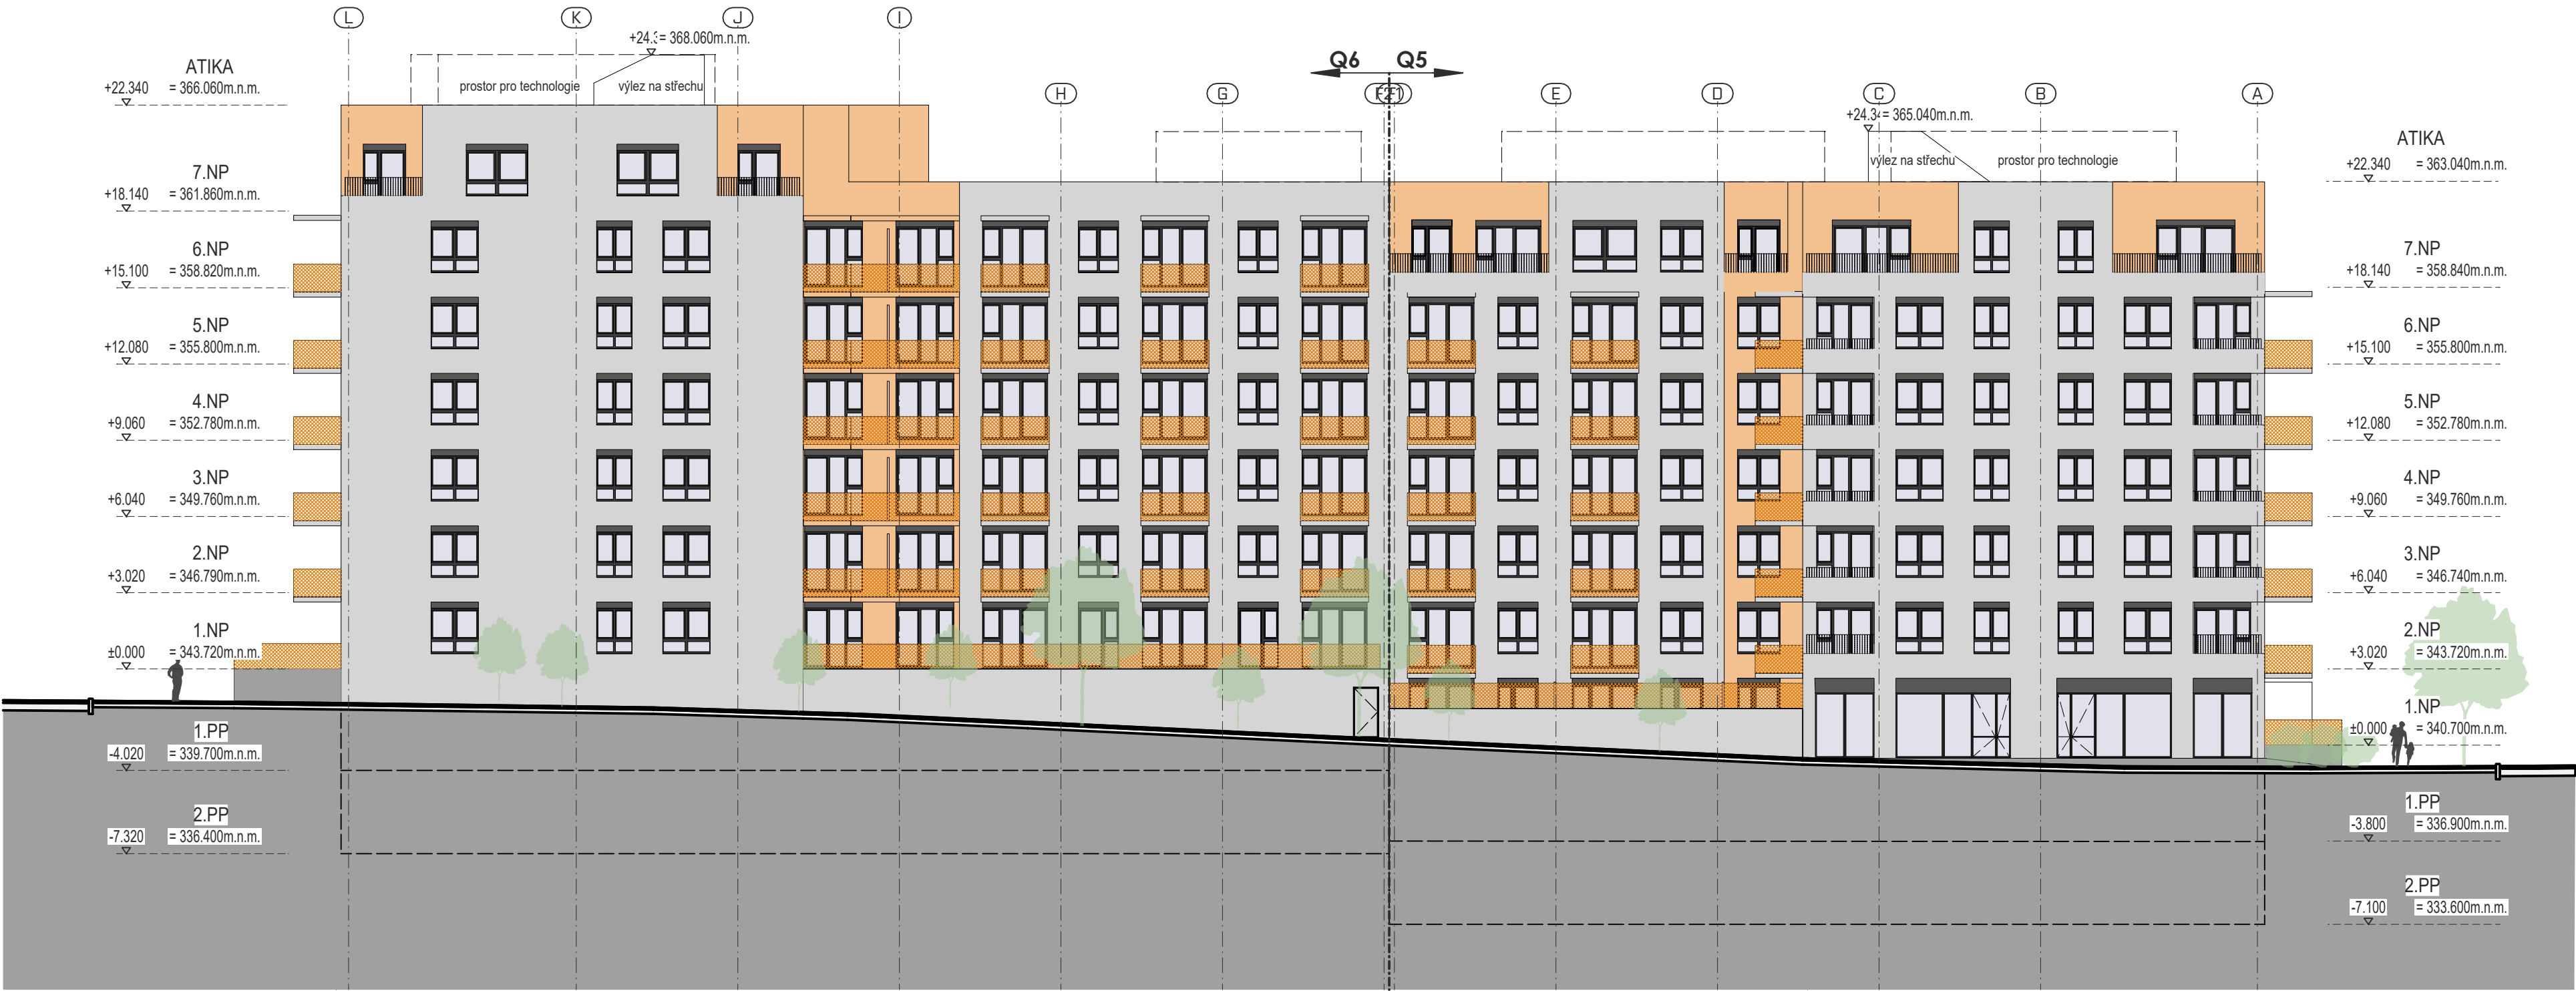 L
K
J
I
+24.3 = 368.060m.n.m.
Q6
Q5
ATIKA
+22.340 = 366.060m.n.m.
prostor pro technologie
výlez na střechu
H
G
E
D
C
B
A
+24.34 = 365.040m.n.m.
výlez na střechu
prostor pro technologie
ATIKA
+22.340 = 363.040m.n.m.
7.NP
+18.140 = 361.860m.n.m.
6.NP
+15.100 = 358.820m.n.m.
5.NP
+12.080 = 355.800m.n.m.
4.NP
+9.060 = 352.780m.n.m.
3.NP
+6.040 = 349.760m.n.m.
2.NP
+3.020 = 346.790m.n.m.
1.NP
±0.000 = 343.720m.n.m.
1.PP
-4.020 = 339.700m.n.m.
2.PP
-7.320 = 336.400m.n.m.
7.NP
+18.140 = 358.840m.n.m.
6.NP
+15.100 = 355.800m.n.m.
5.NP
+12.080 = 352.780m.n.m.
4.NP
+9.060 = 349.760m.n.m.
3.NP
+6.040 = 346.740m.n.m.
2.NP
+3.020 = 343.720m.n.m.
1.NP
±0.000 = 340.700m.n.m.
1.PP
-3.800 = 336.900m.n.m.
2.PP
-7.100 = 333.600m.n.m.